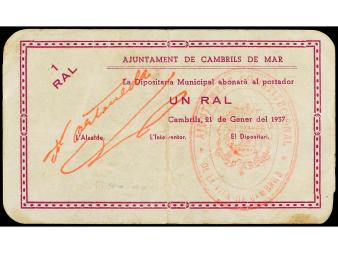 AJUNTAMENT DE CAMBRILS DE MAR
1
RAL
La Dipositaria Municipal abonarà al portador
UN RAL
Cambrils, 21 de Gener del 1937.
L'Alcalde, L'Interventor, El Dipositari,